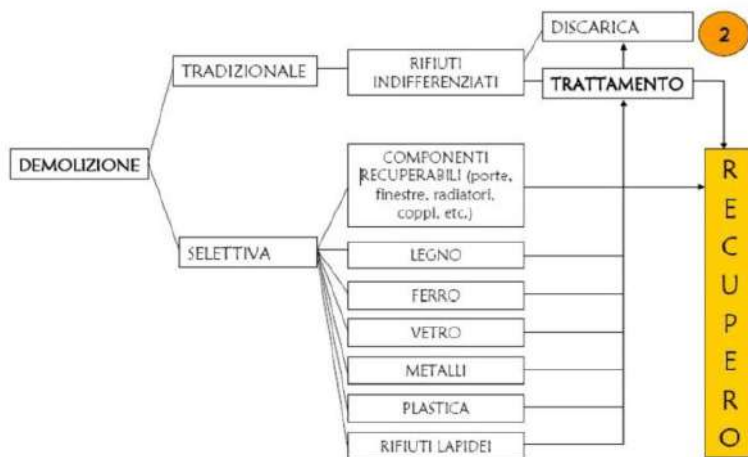 DISCARICA
2
TRADIZIONALE
RIFIUTI
INDIFFERENZIATI
TRATTAMENTO
DEMOLIZIONE
COMPONENTI
RECUPERABILI (porte,
finestre, radiatori,
coppi, etc.)
SELETTIVA
LEGNO
FERRO
VETRO
METALLI
PLASTICA
RIFIUTI LAPIDEI
R
E
C
U
P
E
R
O